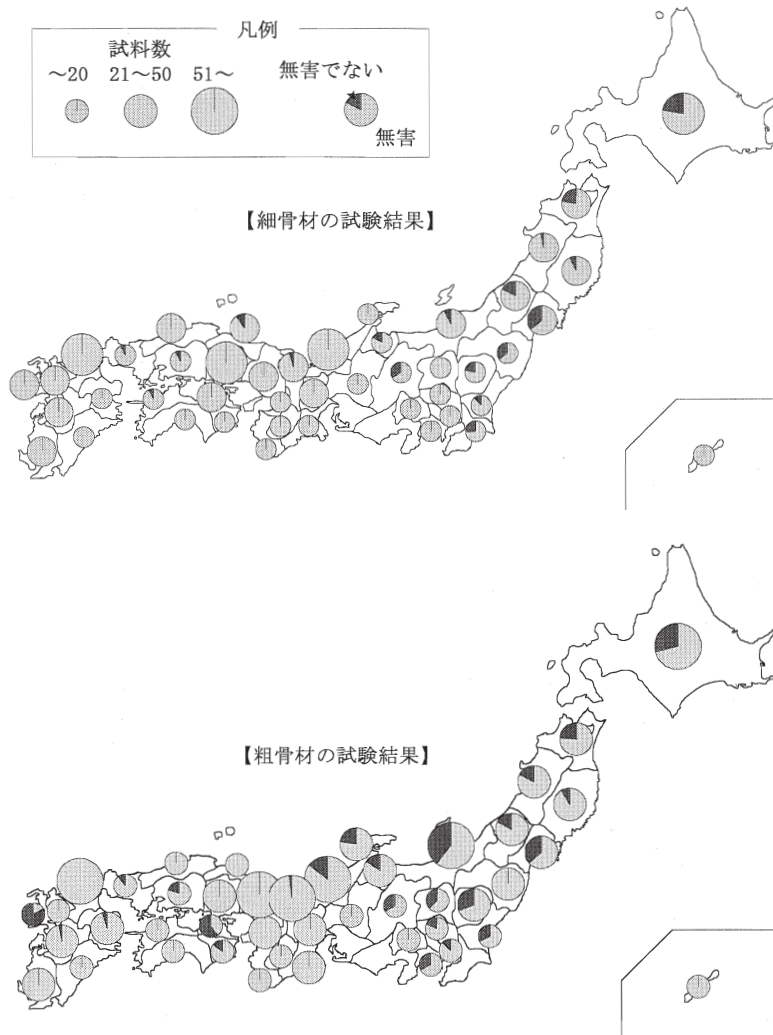 凡例
試料数
~20 21~50 51~
無害でない
無害
【細骨材の試験結果】
【粗骨材の試験結果】